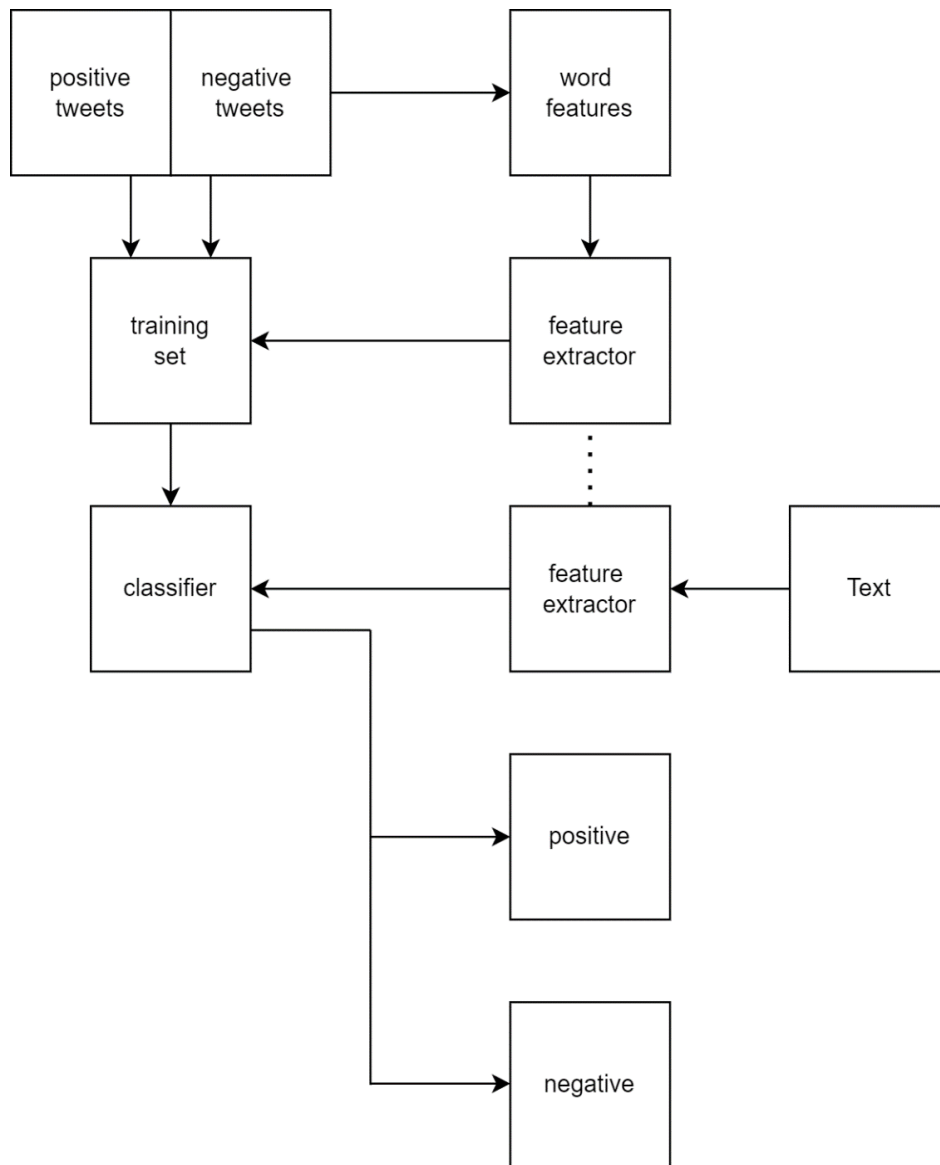 positive
tweets
negative
tweets
word
features
training
set
feature
extractor
classifier
feature
extractor
Text
positive
negative